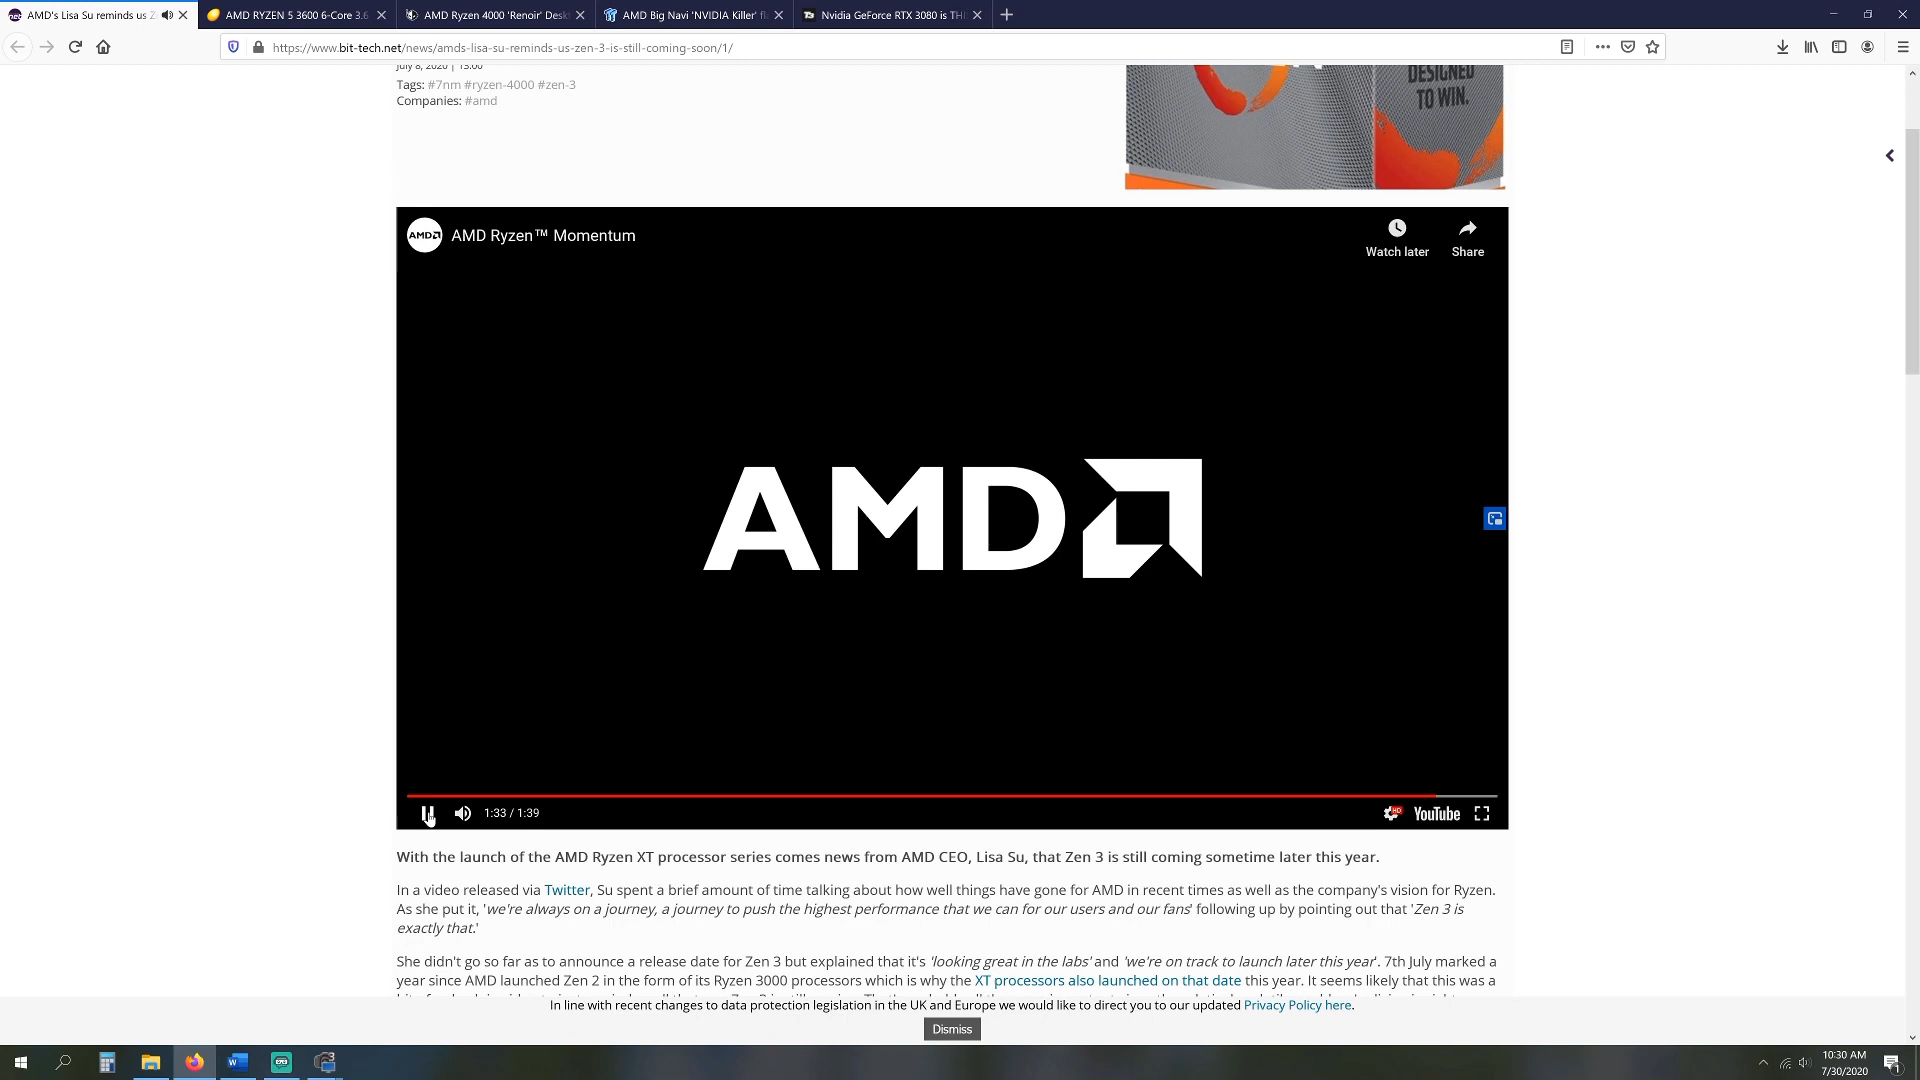 AMD's Lisa Su reminds us Z
AMD RYZEN 5 3600 6-Core 3.6
AMD Ryzen 4000 'Renoir' Desk
AMD Big Navi 'NVIDIA Killer' fl
Nvidia GeForce RTX 3080 is TH
https://www.bit-tech.net/news/amds-lisa-su-reminds-us-zen-3-is-still-coming-soon/1/
July 8, 2020 | 13:00
Tags: #7nm #ryzen-4000 #zen-3
Companies: #amd
DESIGNED
TO WIN.
AMD
AMD Ryzen™ Momentum
Watch later
Share
AMD
1:33 / 1:39
HD
YouTube
With the launch of the AMD Ryzen XT processor series comes news from AMD CEO, Lisa Su, that Zen 3 is still coming sometime later this year.
In a video released via Twitter, Su spent a brief amount of time talking about how well things have gone for AMD in recent times as well as the company's vision for Ryzen.
As she put it, 'we're always on a journey, a journey to push the highest performance that we can for our users and our fans' following up by pointing out that 'Zen 3 is
exactly that.'
She didn't go so far as to announce a release date for Zen 3 but explained that it's 'looking great in the labs' and 'we're on track to launch later this year'. 7th July marked a
year since AMD launched Zen 2 in the form of its Ryzen 3000 processors which is why the XT processors also launched on that date this year. It seems likely that this was a
In line with recent changes to data protection legislation in the UK and Europe we would like to direct you to our updated Privacy Policy here.
Dismiss
10:30 AM
7/30/2020